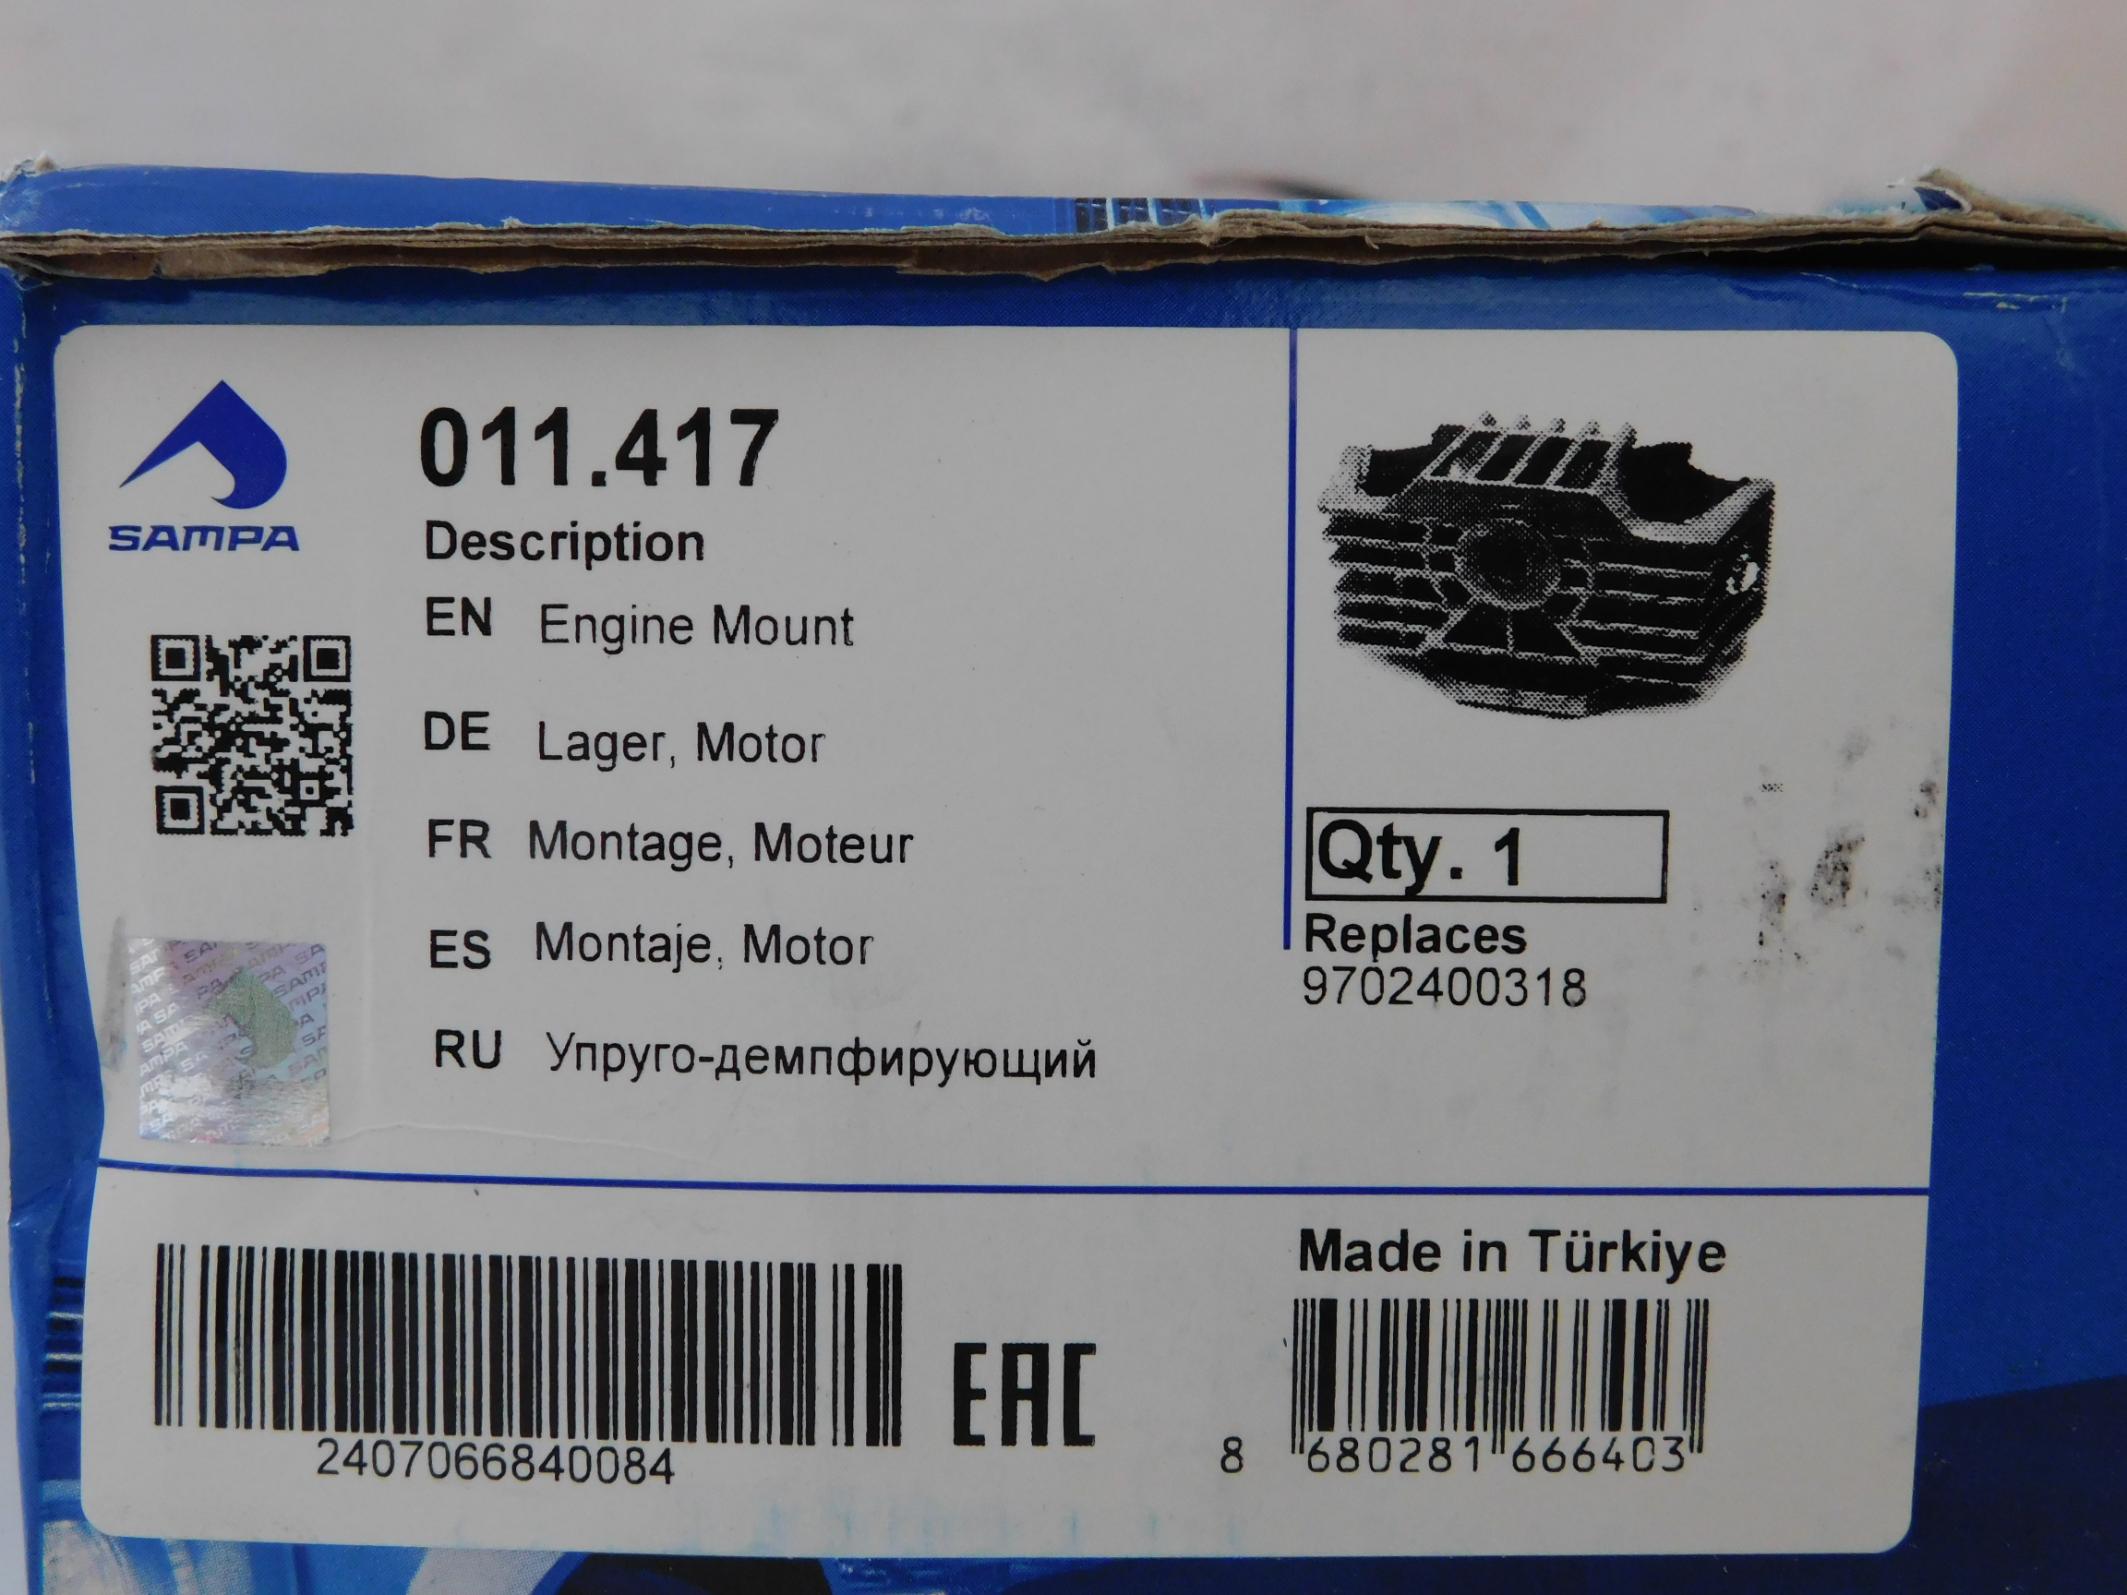 SAMPA
011.417
Description
EN Engine Mount
DE Lager, Motor
FR Montage, Moteur
ES Montaje, Motor
RU Упруго-демпфирующий
Qty. 1
Replaces
9702400318
2407066840084
EAC
Made in Türkiye
8 680281 666403